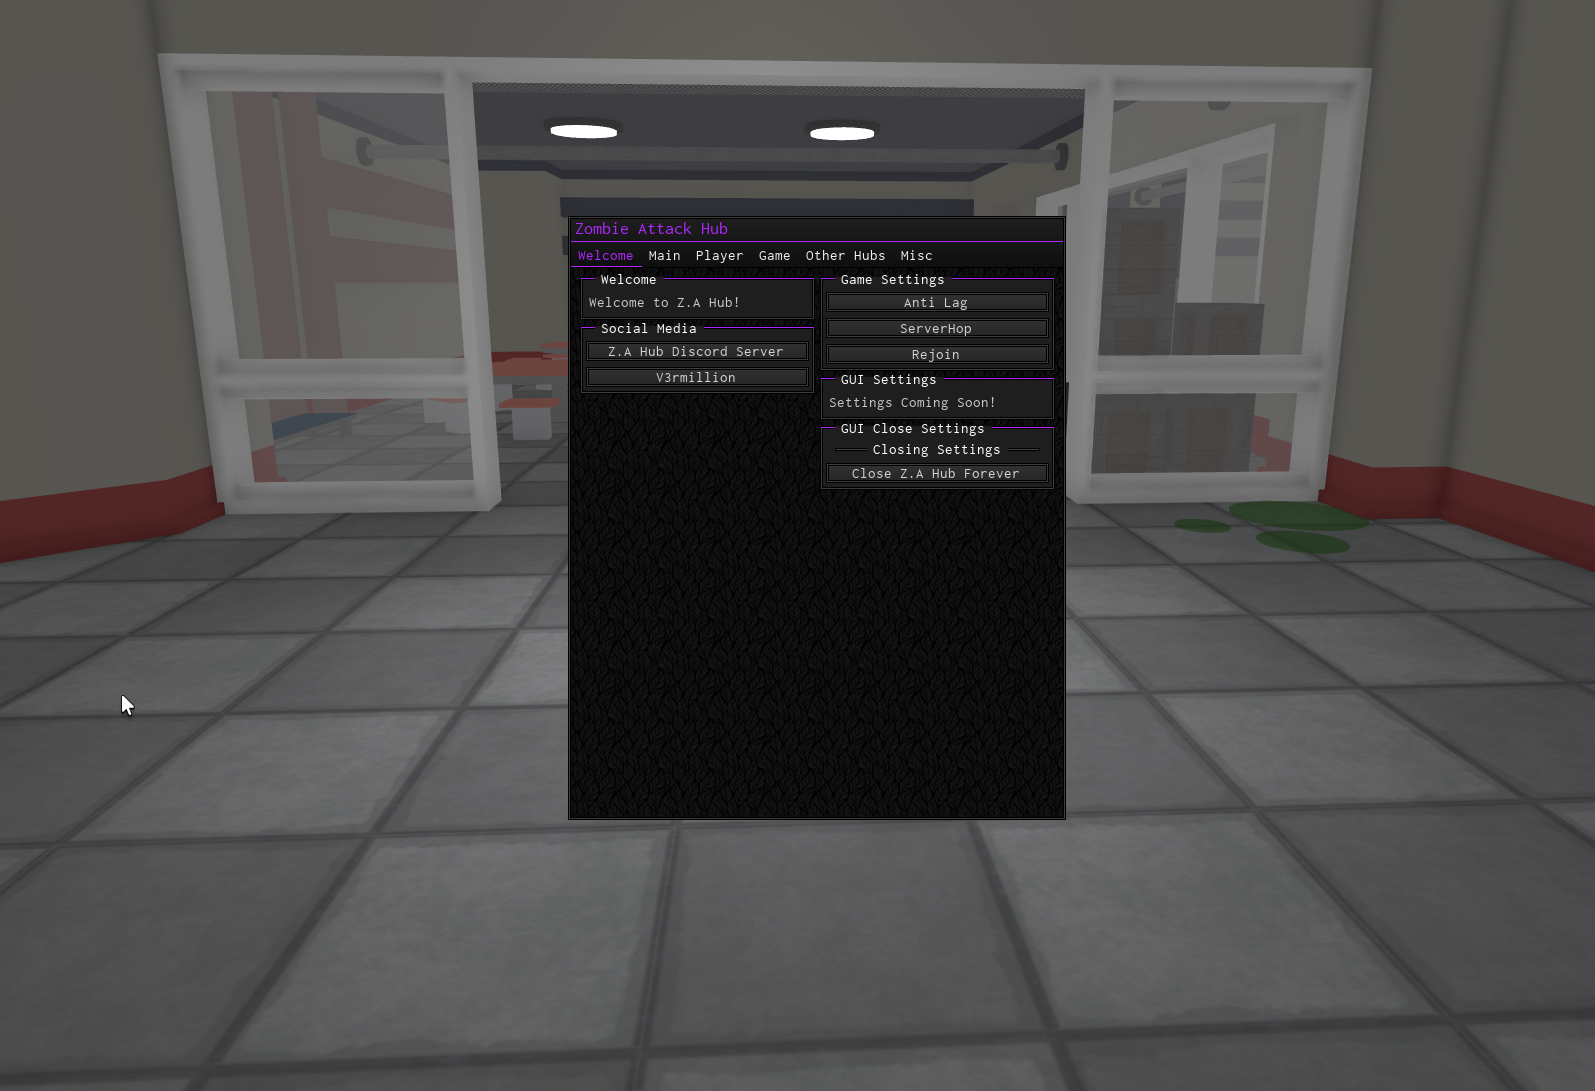 Zombie Attack Hub
Welcome Main Player Game Other Hubs Misc
Welcome
Welcome to Z.A Hub!
Social Media
Z.A Hub Discord Server
V3rmillion
Game Settings
Anti Lag
ServerHop
Rejoin
GUI Settings
Settings Coming Soon!
GUI Close Settings
Closing Settings
Close Z.A Hub Forever